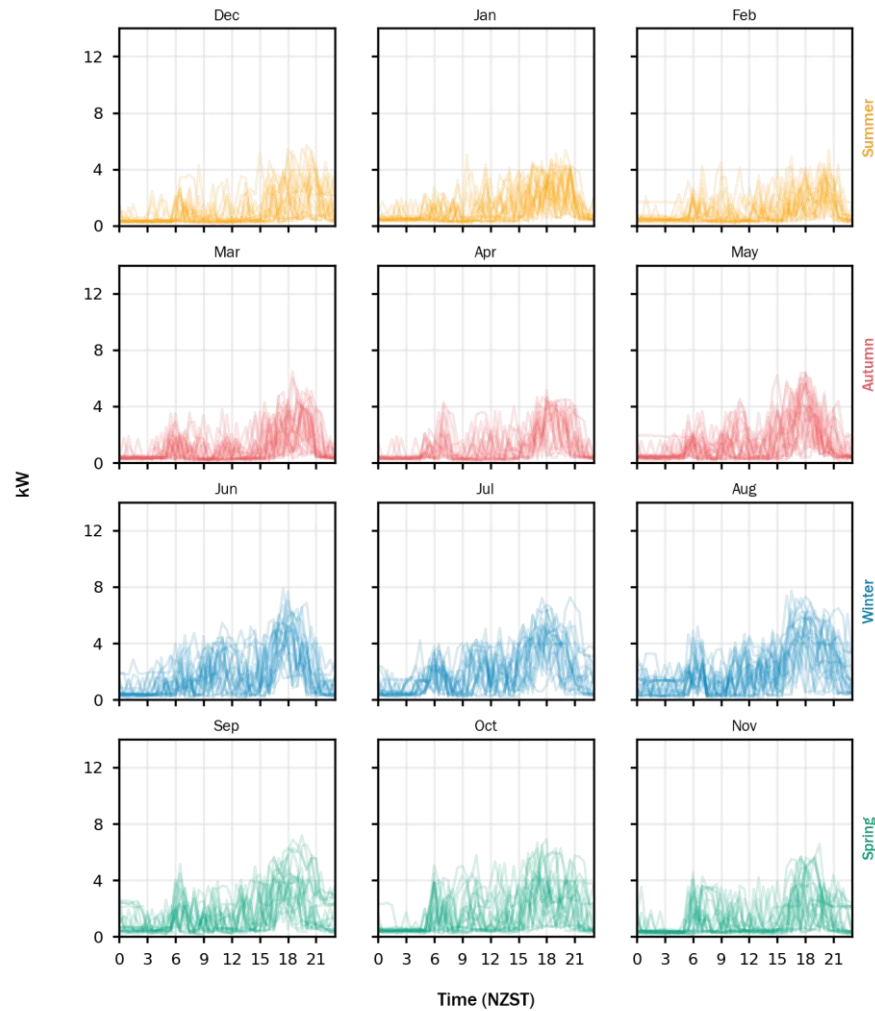 Dec Jan Feb
12
8
4
0
Summer
Mar Apr May
12
8
4
0
Autumn
kW
Jun Jul Aug
12
8
4
0
Winter
Sep Oct Nov
12
8
4
0
Spring
0 3 6 9 12 15 18 21 0 3 6 9 12 15 18 21 0 3 6 9 12 15 18 21
Time (NZST)